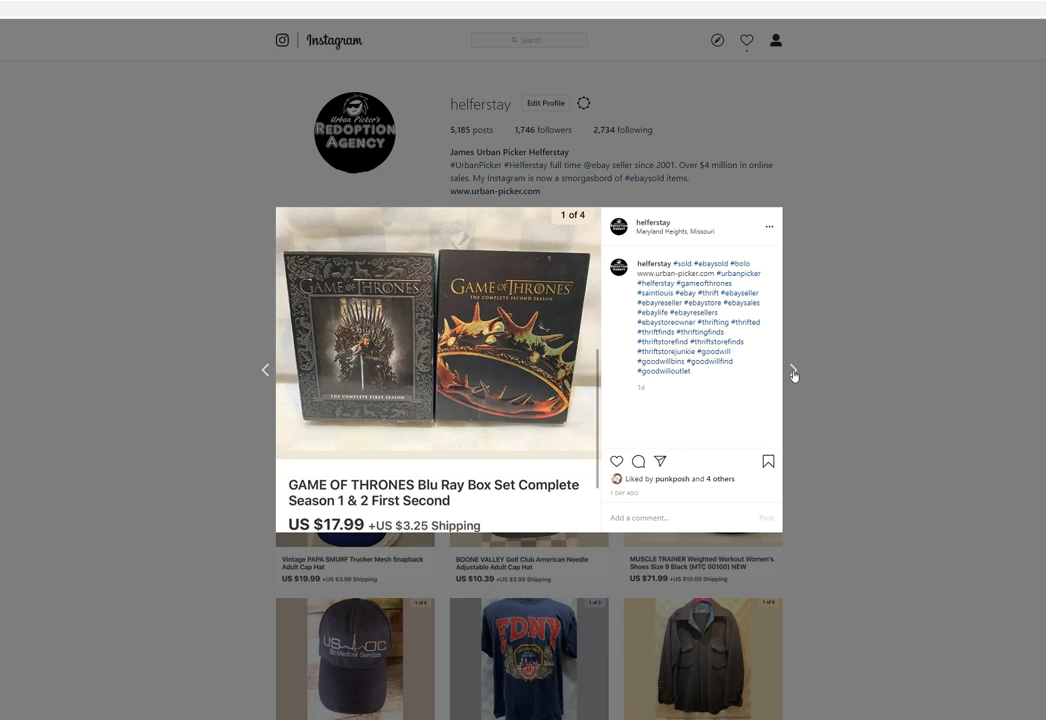 Instagram
Search
Urban Picker's
REDOPTION
AGENCY
helferstay
Edit Profile
5,185 posts 1,746 followers 2,734 following
James Urban Picker Helferstay
#UrbanPicker #Helferstay full time @ebay seller since 2001. Over $4 million in online
sales. My Instagram is now a smorgasbord of #ebaysold items.
www.urban-picker.com
1 of 4
GAME OF THRONES
THE COMPLETE FIRST SEASON
GAME OF THRONES
THE COMPLETE SECOND SEASON
GAME OF THRONES Blu Ray Box Set Complete
Season 1 & 2 First Second
US $17.99 +US $3.25 Shipping
helferstay
Maryland Heights, Missouri
helferstay #sold #ebaysold #bolo
www.urban-picker.com #urbanpicker
#helferstay #gameofthrones
#saintlouis #ebay #thrift #ebayseller
#ebayreseller #ebaystore #ebaysales
#ebaylife #ebayresellers
#ebaystoreowner #thrifting #thrifted
#thriftfinds #thriftingfinds
#thriftstorefind #thriftstorefinds
#thriftstorejunkie #goodwill
#goodwillbins #goodwillfind
#goodwilloutlet
1d
Liked by punkposh and 4 others
1 DAY AGO
Add a comment...
Post
Vintage PAPA SMURF Trucker Mesh Snapback
Adult Cap Hat
US $19.99 +US $3.99 Shipping
BOONE VALLEY Golf Club American Needle
Adjustable Adult Cap Hat
US $10.39 +US $3.99 Shipping
MUSCLE TRAINER Weighted Workout Women's
Shoes Size 9 Black (MTC 00100) NEW
US $71.99 +US $10.00 Shipping
Bio-Medical Services
FDNY